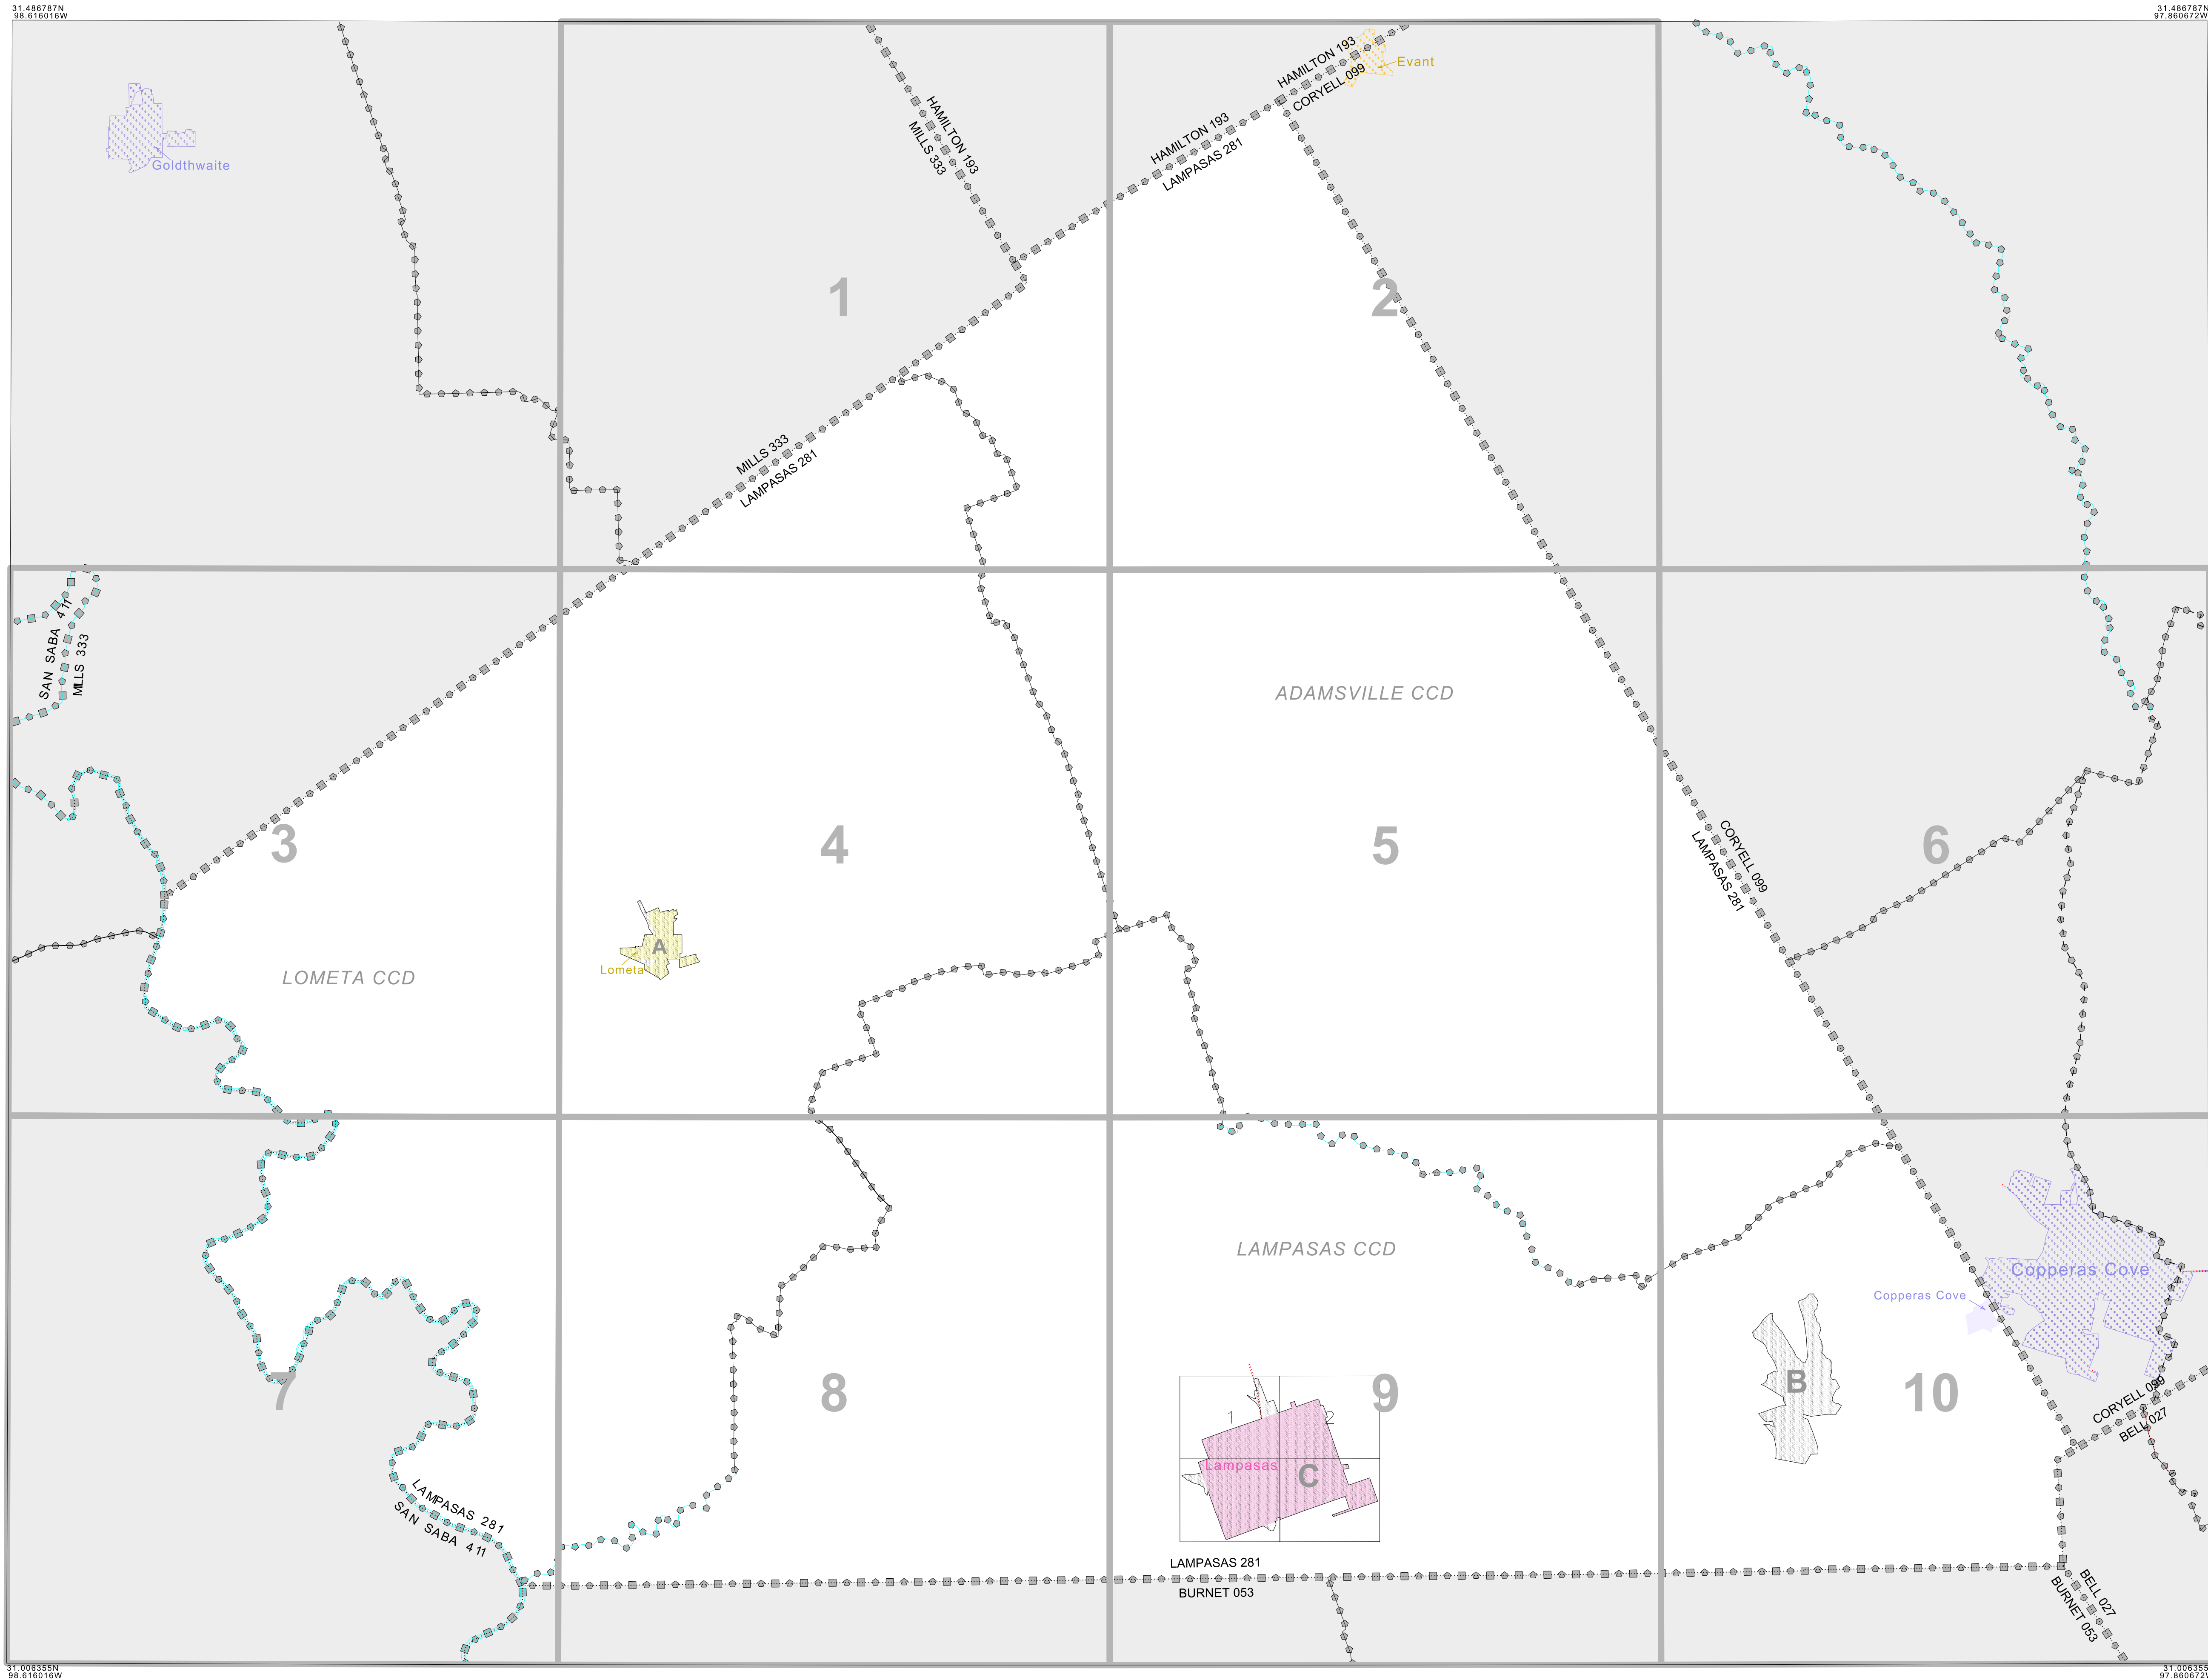 31.486787N
98.616016W
31.486787N
97.860672W
HAMILTON 193
CORYELL 099
Evant
HAMILTON 193
MILLS 333
HAMILTON 193
LAMPASAS 281
Goldthwaite
1
2
MILLS 333
LAMPASAS 281
SAN SABA 411
MILLS 333
ADAMSVILLE CCD
3
4
5
6
CORYELL 099
LAMPASAS 281
A
Lometa
LOMETA CCD
LAMPASAS CCD
Copperas Cove
Copperas Cove
7
8
9
B
10
1
2
Lampasas
C
CORYELL 099
BELL 027
LAMPASAS 281
SAN SABA 411
LAMPASAS 281
BURNET 053
BELL 027
BURNET 053
31.006355N
98.616016W
31.006355
97.860672W